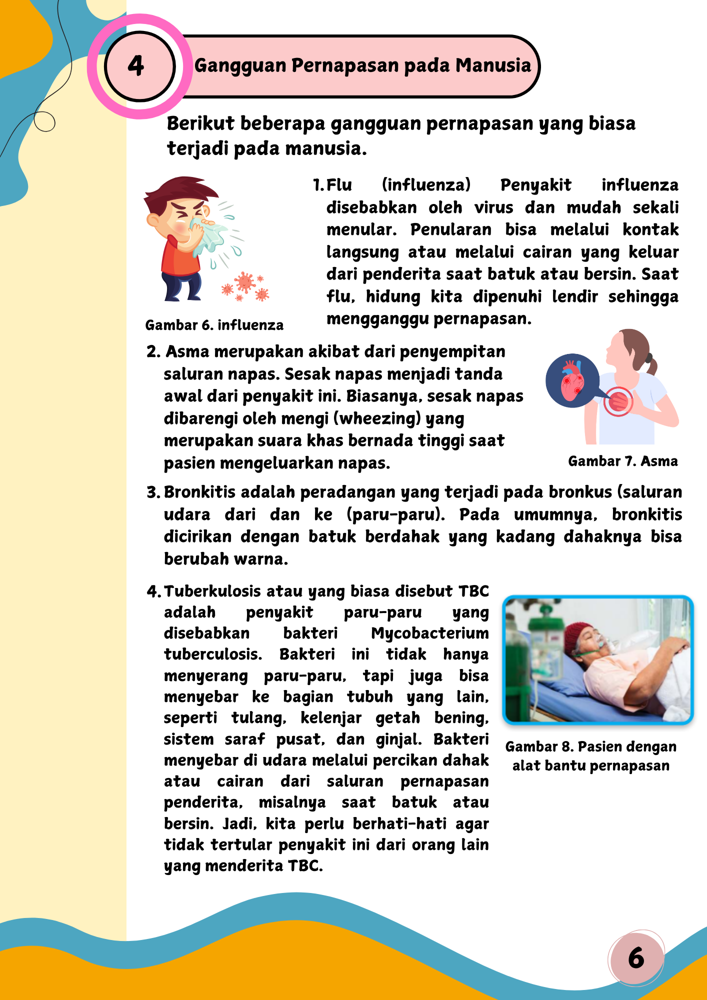 4
Gangguan Pernapasan pada Manusia
Berikut beberapa gangguan pernapasan yang biasa
terjadi pada manusia.
1. Flu (influenza) Penyakit influenza
disebabkan oleh virus dan mudah sekali
menular. Penularan bisa melalui kontak
langsung atau melalui cairan yang keluar
dari penderita saat batuk atau bersin. Saat
flu, hidung kita dipenuhi lendir sehingga
mengganggu pernapasan.
Gambar 6. influenza
2. Asma merupakan akibat dari penyempitan
saluran napas. Sesak napas menjadi tanda
awal dari penyakit ini. Biasanya, sesak napas
dibarengi oleh mengi (wheezing) yang
merupakan suara khas bernada tinggi saat
pasien mengeluarkan napas.
Gambar 7. Asma
3. Bronkitis adalah peradangan yang terjadi pada bronkus (saluran
udara dari dan ke (paru-paru). Pada umumnya, bronkitis
dicirikan dengan batuk berdahak yang kadang dahaknya bisa
berubah warna.
4. Tuberkulosis atau yang biasa disebut TBC
adalah penyakit paru-paru yang
disebabkan bakteri Mycobacterium
tuberculosis. Bakteri ini tidak hanya
menyerang paru-paru, tapi juga bisa
menyebar ke bagian tubuh yang lain,
seperti tulang, kelenjar getah bening,
sistem saraf pusat, dan ginjal. Bakteri
menyebar di udara melalui percikan dahak
atau cairan dari saluran pernapasan
penderita, misalnya saat batuk atau
bersin. Jadi, kita perlu berhati-hati agar
tidak tertular penyakit ini dari orang lain
yang menderita TBC.
Gambar 8. Pasien dengan
alat bantu pernapasan
6